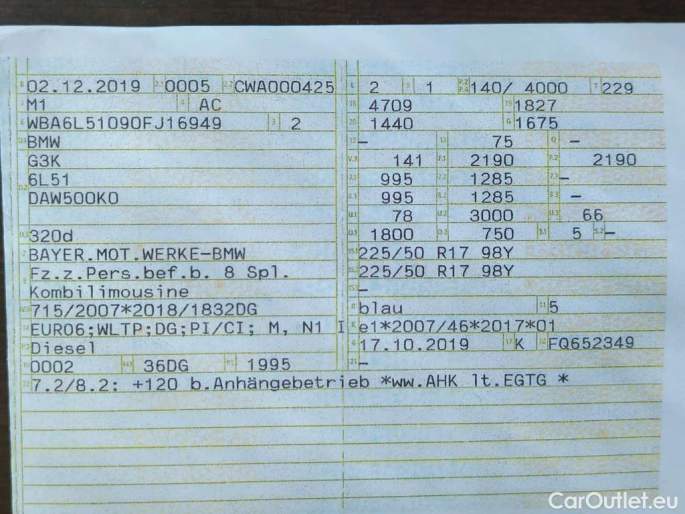 02.12.2019 0005 CWA000425 2 1 140/ 4000 229
M1 AC 4709 1827
WBA6L51090FJ16949 2 1440 1675
BMW – 75 –
G3K 141 2190 2190
6L51 995 1285 –
DAW500K0 995 1285 –
78 3000 66
320d 1800 750 5 –
BAYER.MOT.WERKE-BMW 225/50 R17 98Y
Fz.z.Pers.bef.b. 8 Spl. 225/50 R17 98Y
Kombilimousine –
715/2007*2018/1832DG blau 5
EURO6;WLTP;DG;PI/CI; M, N1 I e1*2007/46*2017*01
Diesel 17.10.2019 K FQ652349
0002 36DG 1995 –
7.2/8.2: +120 b.Anhängebetrieb *ww.AHK lt.EGTG *
CarOutlet.eu